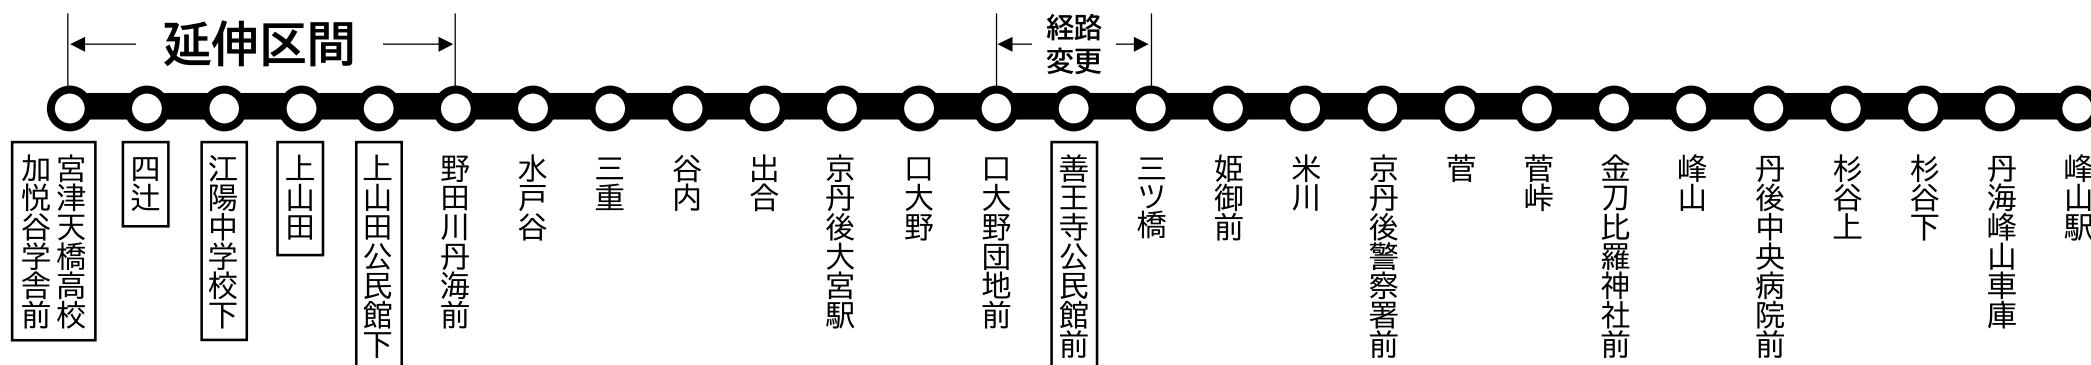 延伸区間
経路
変更
宮津天橋高校
加悦谷学舎前
四辻
江陽中学校下
上山田
上山田公民館下
野田川丹海前
水戸谷
三重
谷内
出合
京丹後大宮駅
口大野
口大野団地前
善王寺公民館前
三ツ橋
姫御前
米川
京丹後警察署前
菅
菅峠
金刀比羅神社前
峰山
丹後中央病院前
杉谷上
杉谷下
丹海峰山車庫
峰山駅